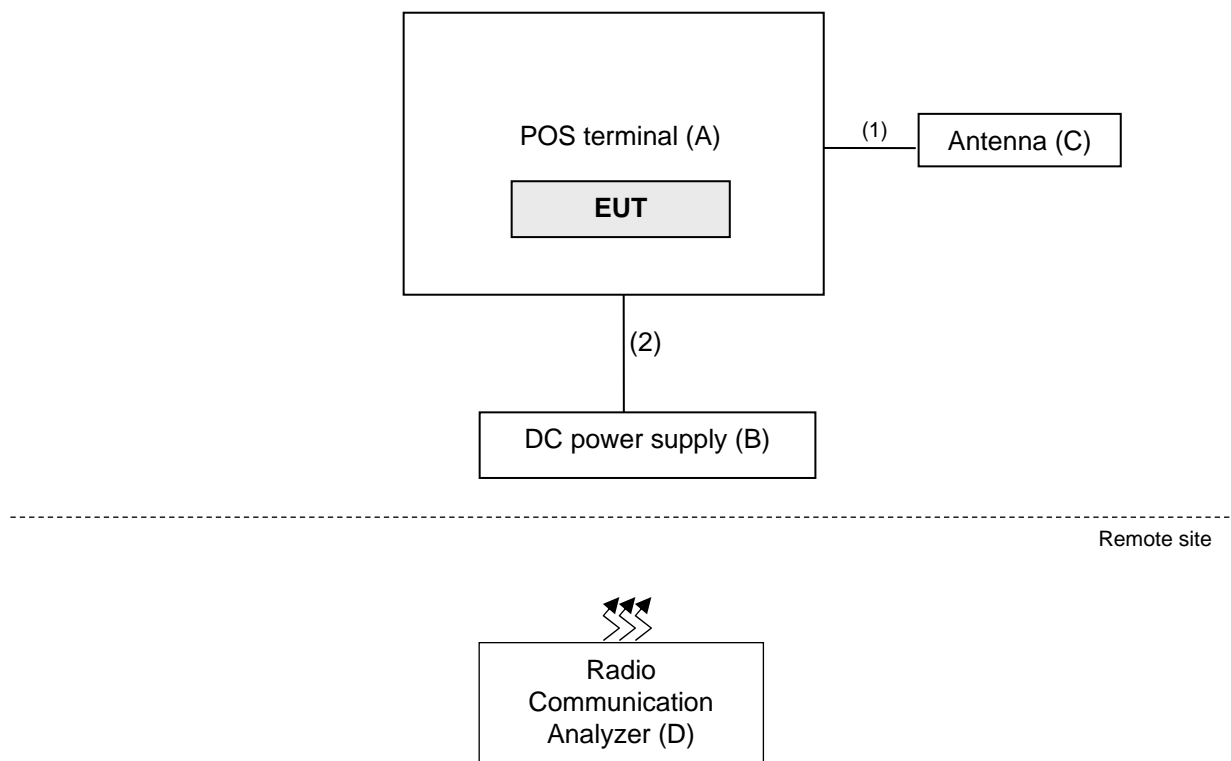 POS terminal (A)
(1)
Antenna (C)
EUT
(2)
DC power supply (B)
Remote site
Radio
Communication
Analyzer (D)